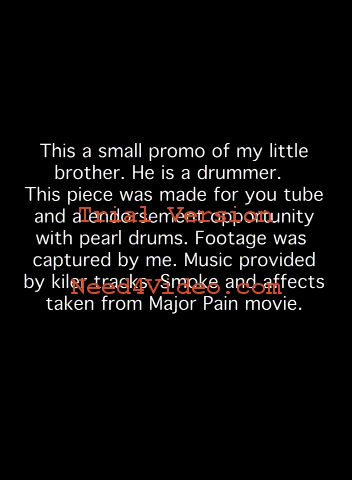 This a small promo of my little
brother. He is a drummer.
This piece was made for you tube
Trial Version
and a endorsement opportunity
with pearl drums. Footage was
captured by me. Music provided
by kiler tracks. Smoke and affects
Need4Video.com
taken from Major Pain movie.